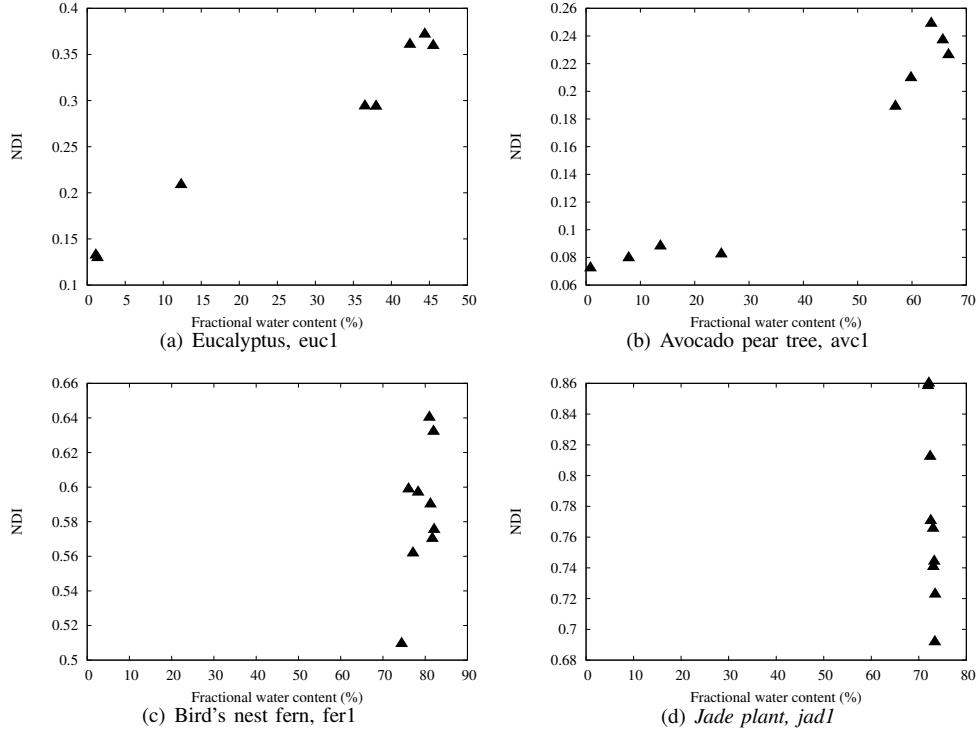 0.4
0.35
0.3
0.25
0.2
0.15
0.1
NDI
0 5 10 15 20 25 30 35 40 45 50
Fractional water content (%)
(a) Eucalyptus, euc1
0.26
0.24
0.22
0.2
0.18
0.16
0.14
0.12
0.1
0.08
0.06
NDI
0 10 20 30 40 50 60 70
Fractional water content (%)
(b) Avocado pear tree, avc1
0.66
0.64
0.62
0.6
0.58
0.56
0.54
0.52
0.5
NDI
0 10 20 30 40 50 60 70 80 90
Fractional water content (%)
(c) Bird's nest fern, fer1
0.86
0.84
0.82
0.8
0.78
0.76
0.74
0.72
0.7
0.68
NDI
0 10 20 30 40 50 60 70 80
Fractional water content (%)
(d) Jade plant, jad1